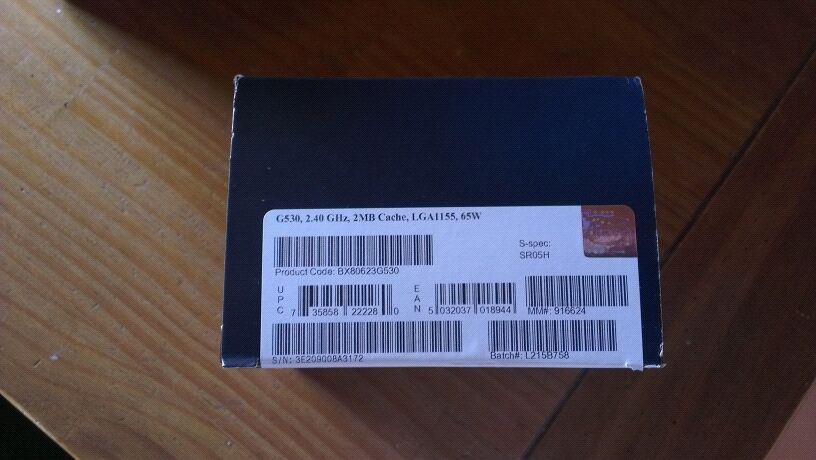 G530, 2.40 GHz, 2MB Cache, LGA1155, 65W
S-spec:
SR05H
Product Code: BX80623G530
UPC 7 35858 22228 0
EAN 5 032037 018944
MM#: 916624
S/N: 3E209008A3172
Batch#: L215B758